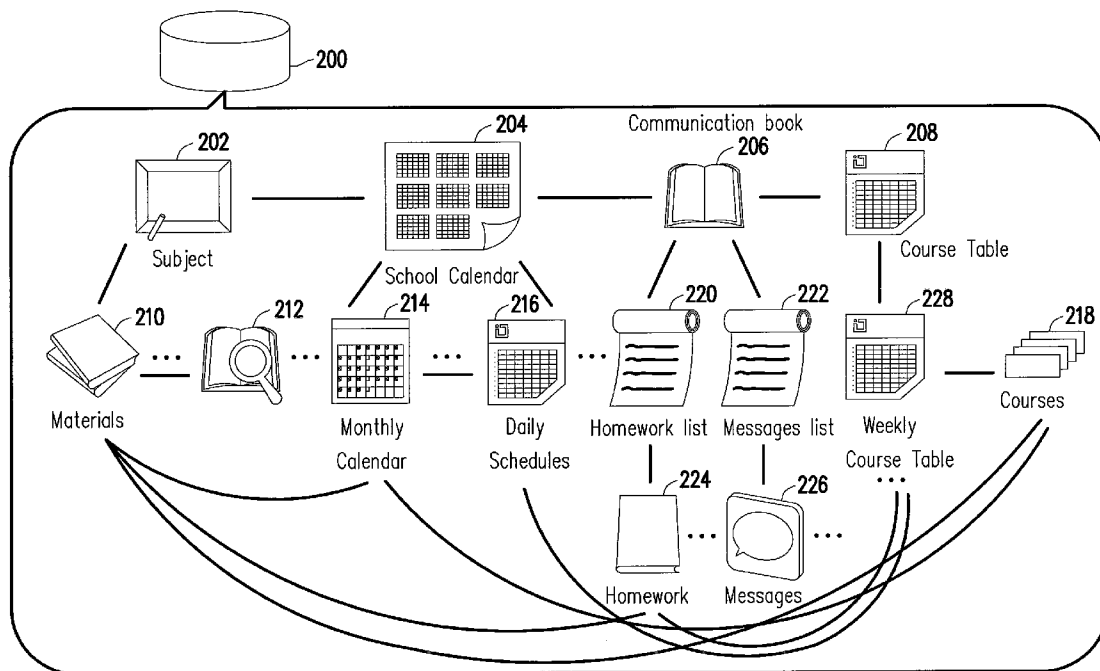 200
202
204
Communication book
206
208
Subject
School Calendar
Course Table
210
212
214
216
220
222
228
218
...
...
...
...
Materials
Monthly
Calendar
Daily
Schedules
Homework list
Messages list
Weekly
Course Table
...
Courses
224
226
...
...
Homework
Messages